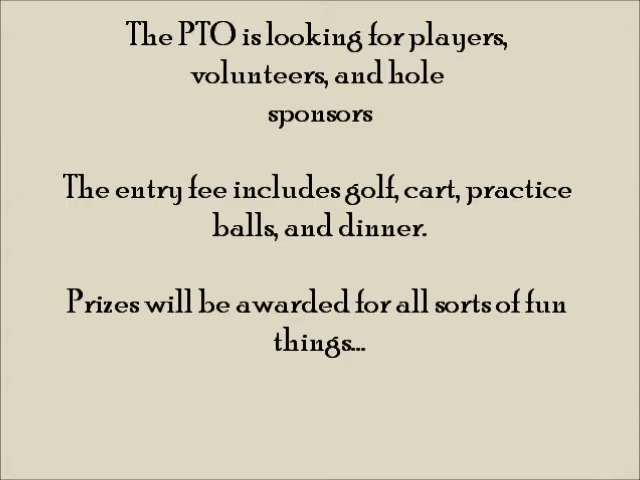 The PTO is looking for players,
volunteers, and hole
sponsors
The entry fee includes golf, cart, practice
balls, and dinner.
Prizes will be awarded for all sorts of fun
things...